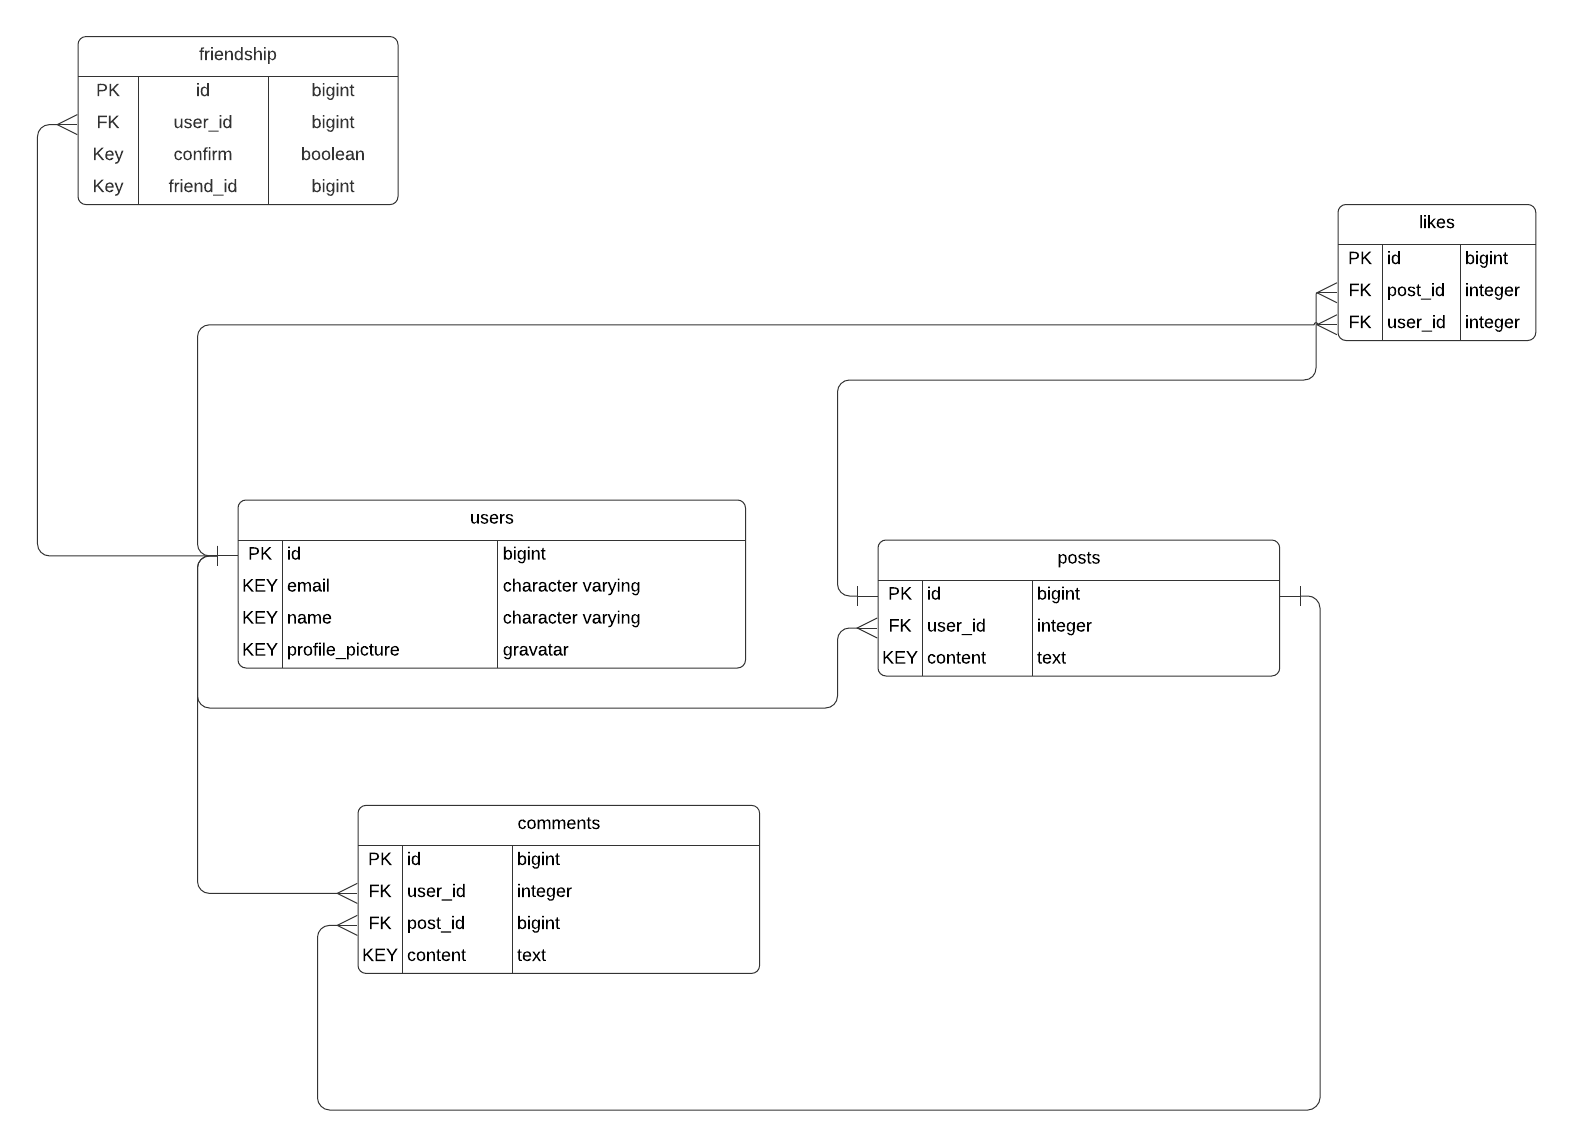 friendship
PK id bigint
FK user_id bigint
Key confirm boolean
Key friend_id bigint
likes
PK id bigint
FK post_id integer
FK user_id integer
users
PK id bigint
KEY email character varying
KEY name character varying
KEY profile_picture gravatar
posts
PK id bigint
FK user_id integer
KEY content text
comments
PK id bigint
FK user_id integer
FK post_id bigint
KEY content text